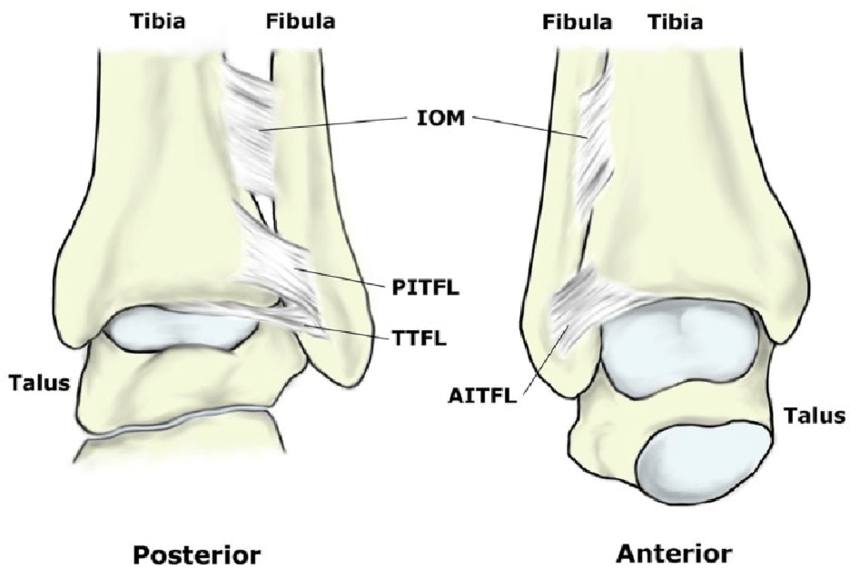 Tibia Fibula
Fibula Tibia
IOM
PITFL
TTFL
Talus
AITFL
Talus
Posterior
Anterior